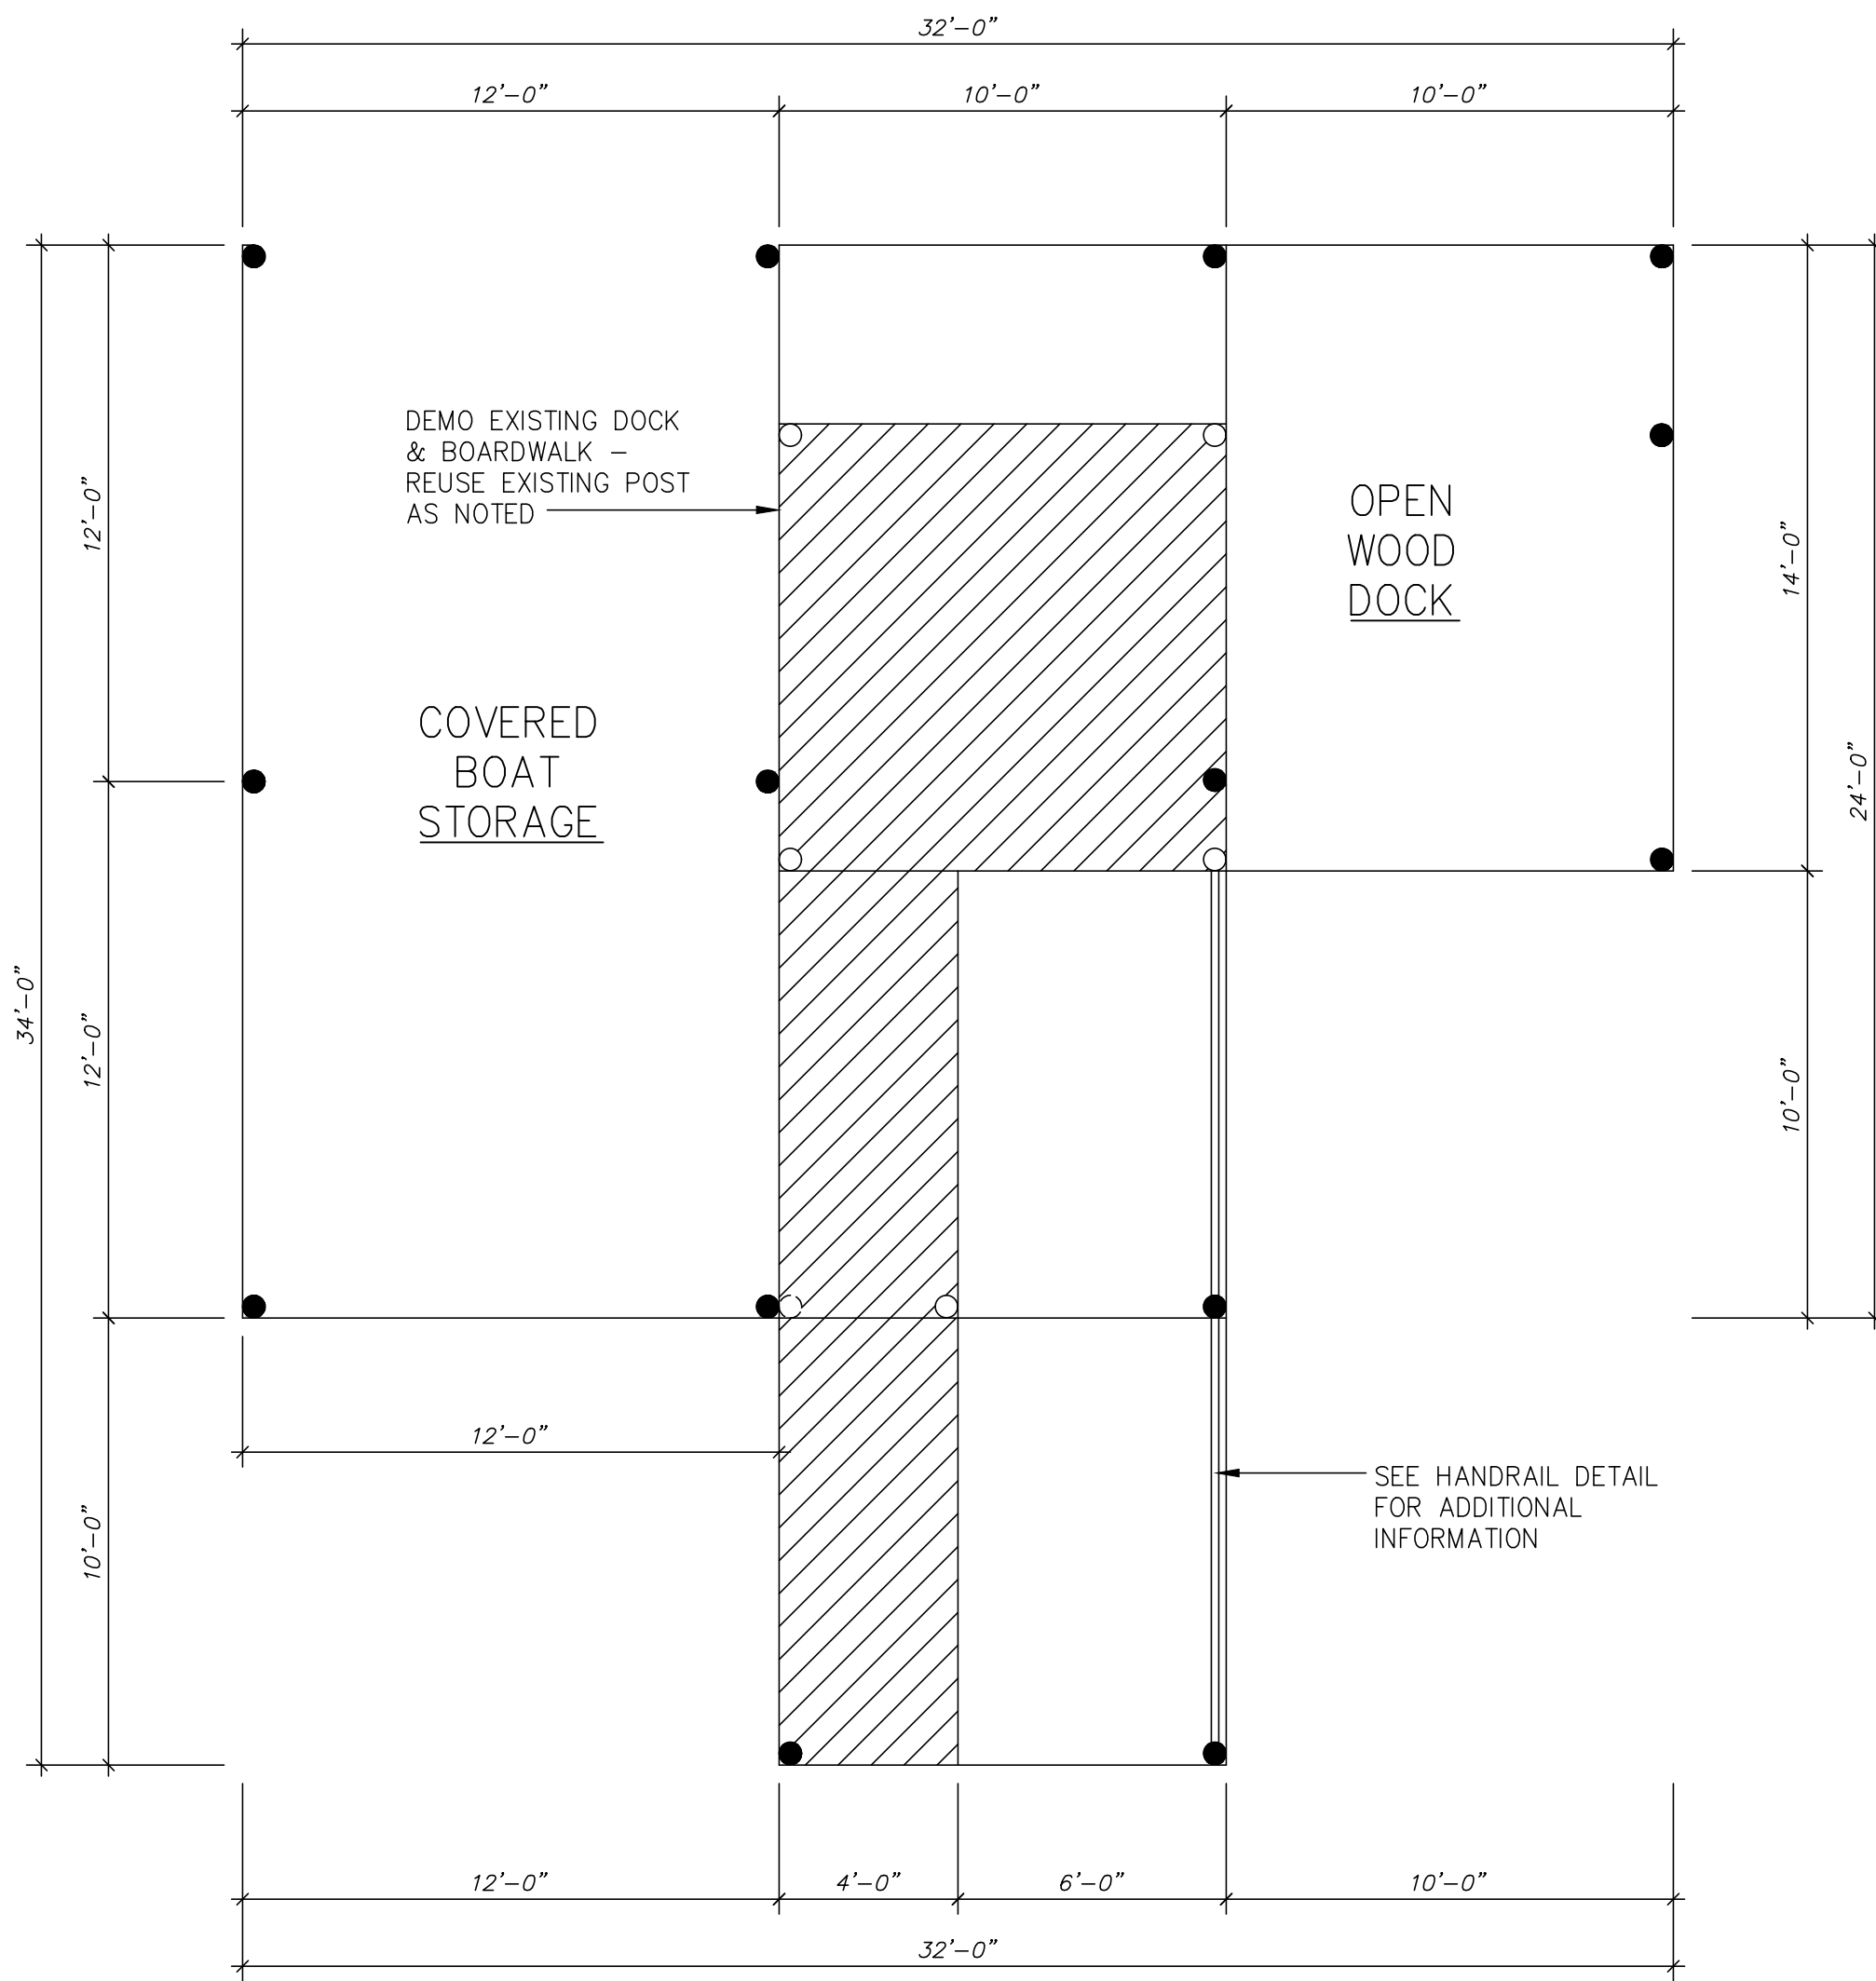 32'-0"
12'-0"
10'-0"
10'-0"
DEMO EXISTING DOCK
& BOARDWALK -
REUSE EXISTING POST
AS NOTED
OPEN
WOOD
DOCK
12'-0"
14'-0"
COVERED
BOAT
STORAGE
24'-0"
34'-0"
12'-0"
10'-0"
12'-0"
10'-0"
SEE HANDRAIL DETAIL
FOR ADDITIONAL
INFORMATION
12'-0"
4'-0"
6'-0"
10'-0"
32'-0"